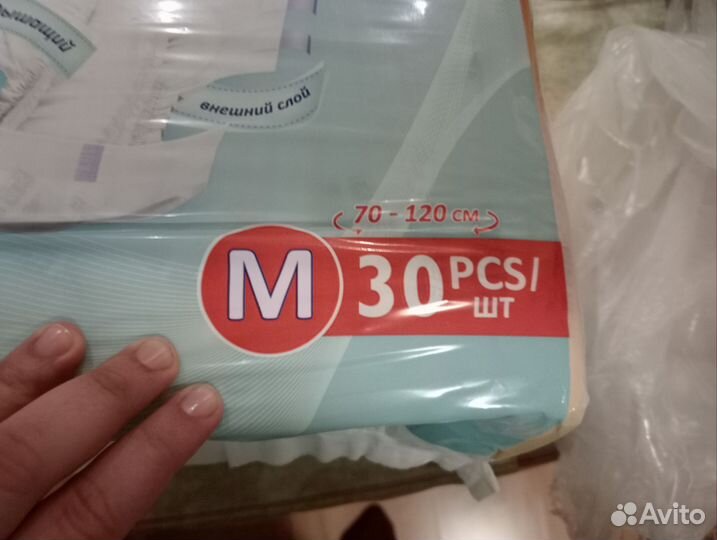 внешний слой
70 - 120 см
M 30 PCS/
ШТ
Avito